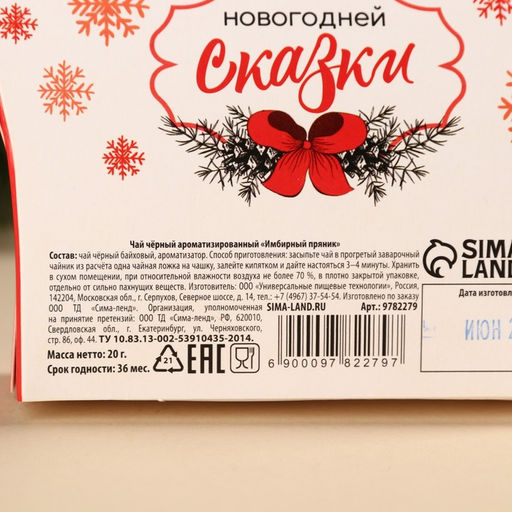 НОВОГОДНЕЙ
Сказки
Чай чёрный ароматизированный «Имбирный пряник»
Состав: чай чёрный байховый, ароматизатор. Способ приготовления: засыпьте чай в прогретый заварочный
чайник из расчёта одна чайная ложка на чашку, залейте кипятком и дайте настояться 3–4 минуты. Хранить
в сухом помещении, при относительной влажности воздуха не более 70 %, в плотно закрытой упаковке,
отдельно от сильно пахнущих веществ. Изготовитель: ООО «Универсальные пищевые технологии», Россия,
142204, Московская обл., г. Серпухов, Северное шоссе, д. 14, тел.: +7 (4967) 37-54-54. Изготовлено по заказу
ООО ТД «Сима-ленд». Организация, уполномоченная
на принятие претензий: ООО ТД «Сима-ленд», РФ, 620010,
Свердловская обл., г. Екатеринбург, ул. Черняховского,
стр. 86, оф. 44. ТУ 10.83.13-002-53910435-2014.
Масса нетто: 20 г.
Срок годности: 36 мес.
21
EAC
SIMA-LAND.RU Арт.: 9782279
6 900097 822797
SIMA
LAND
Дата изготовл
ИЮН 2